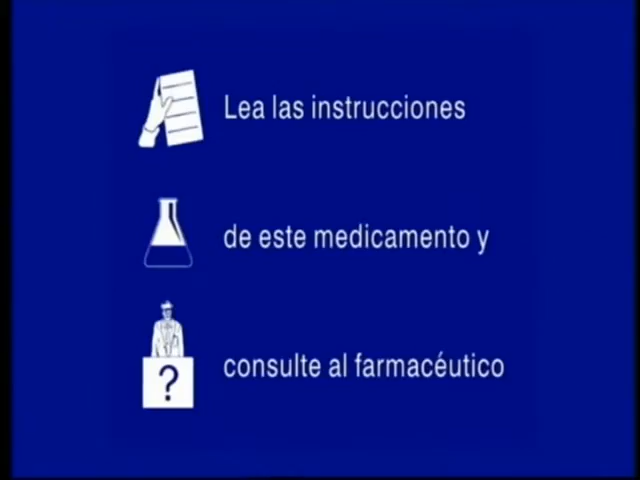 Lea las instrucciones
de este medicamento y
consulte al farmacéutico
?